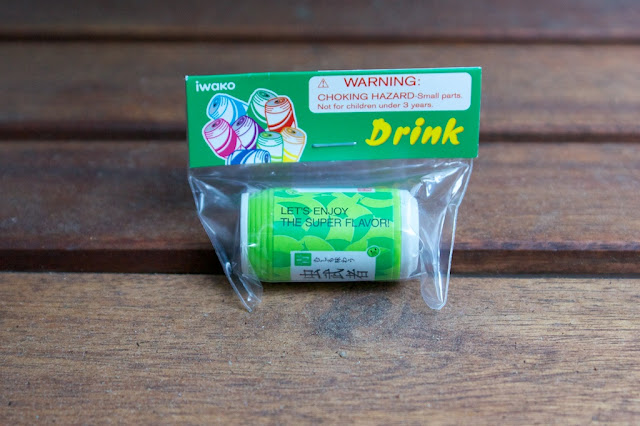 iwako
WARNING:
CHOKING HAZARD-Small parts.
Not for children under 3 years.
Drink
LET'S ENJOY
THE SUPER FLAVOR!